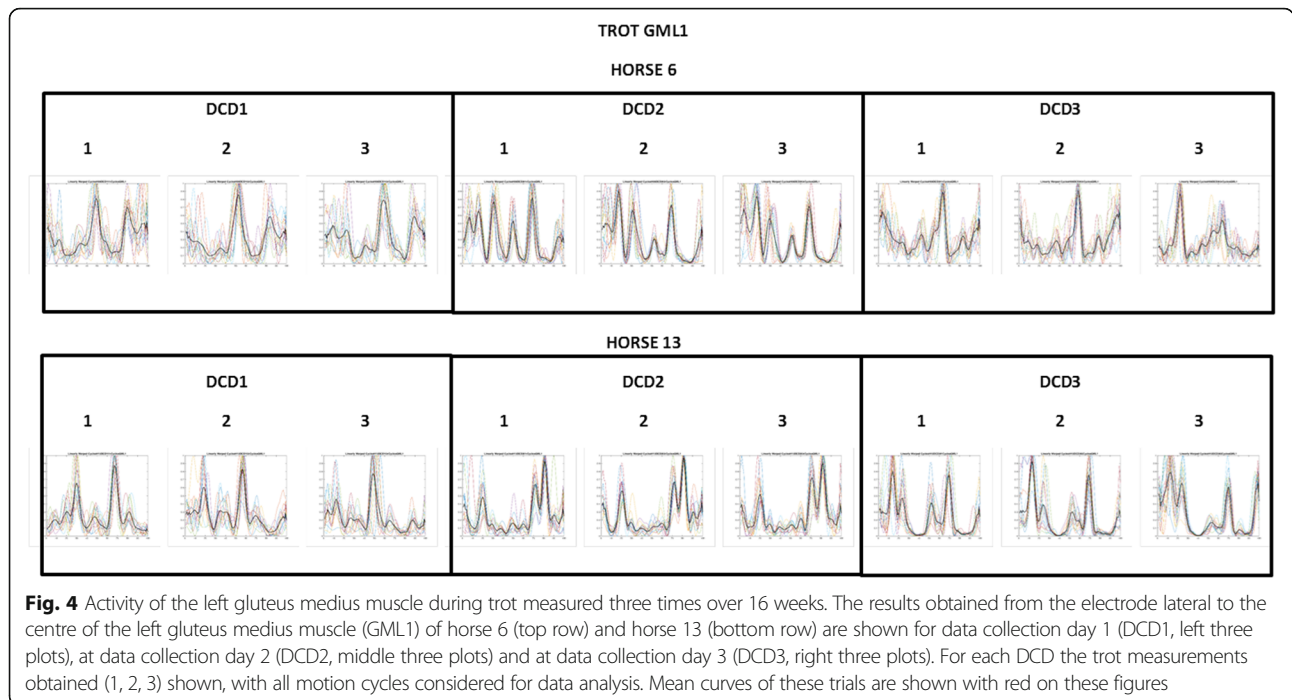 TROT GML1
HORSE 6
DCD1 DCD2 DCD3
1 2 3 1 2 3 1 2 3
HORSE 13
DCD1 DCD2 DCD3
1 2 3 1 2 3 1 2 3
Fig. 4 Activity of the left gluteus medius muscle during trot measured three times over 16 weeks. The results obtained from the electrode lateral to the
centre of the left gluteus medius muscle (GML1) of horse 6 (top row) and horse 13 (bottom row) are shown for data collection day 1 (DCD1, left three
plots), at data collection day 2 (DCD2, middle three plots) and at data collection day 3 (DCD3, right three plots). For each DCD the trot measurements
obtained (1, 2, 3) shown, with all motion cycles considered for data analysis. Mean curves of these trials are shown with red on these figures